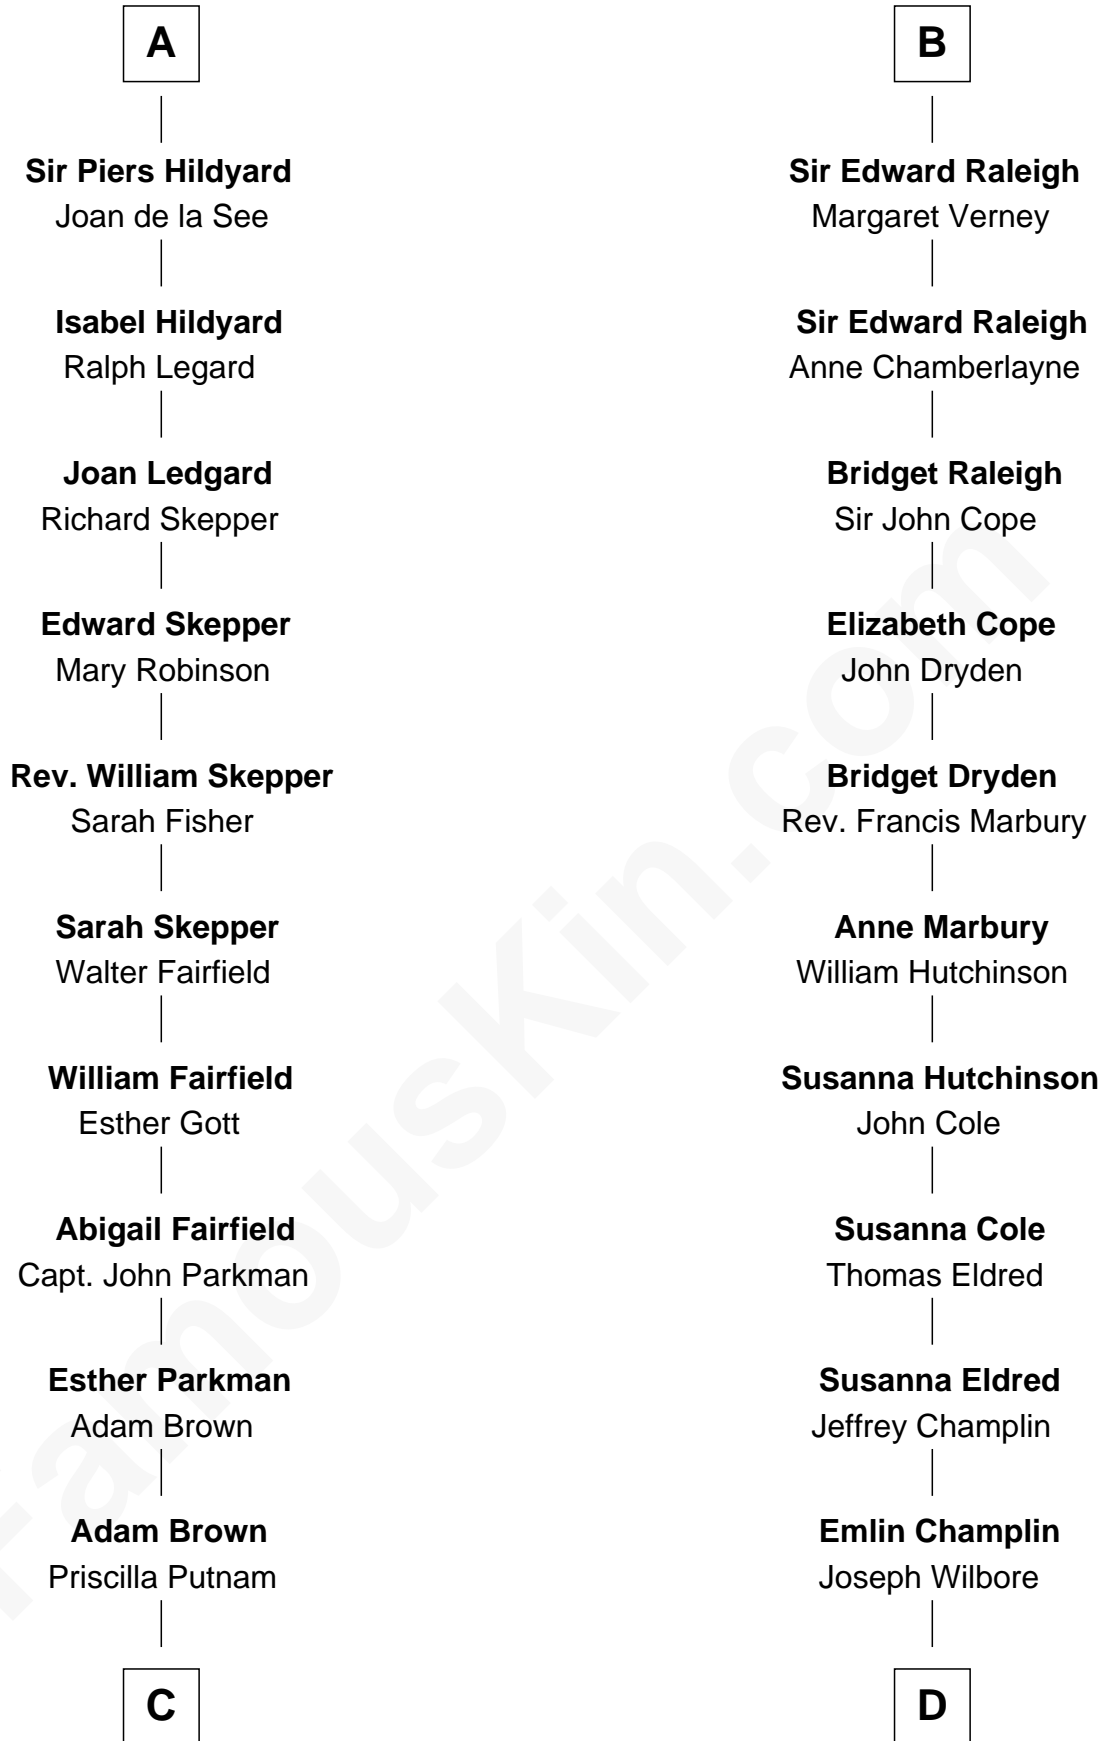 A
Sir Piers Hildyard
Joan de la See
Isabel Hildyard
Ralph Legard
Joan Ledgard
Richard Skepper
Edward Skepper
Mary Robinson
Rev. William Skepper
Sarah Fisher
Sarah Skepper
Walter Fairfield
William Fairfield
Esther Gott
Abigail Fairfield
Capt. John Parkman
Esther Parkman
Adam Brown
Adam Brown
Priscilla Putnam
C
B
Sir Edward Raleigh
Margaret Verney
Sir Edward Raleigh
Anne Chamberlayne
Bridget Raleigh
Sir John Cope
Elizabeth Cope
John Dryden
Bridget Dryden
Rev. Francis Marbury
Anne Marbury
William Hutchinson
Susanna Hutchinson
John Cole
Susanna Cole
Thomas Eldred
Susanna Eldred
Jeffrey Champlin
Emlin Champlin
Joseph Wilbore
D
FamousKin.com